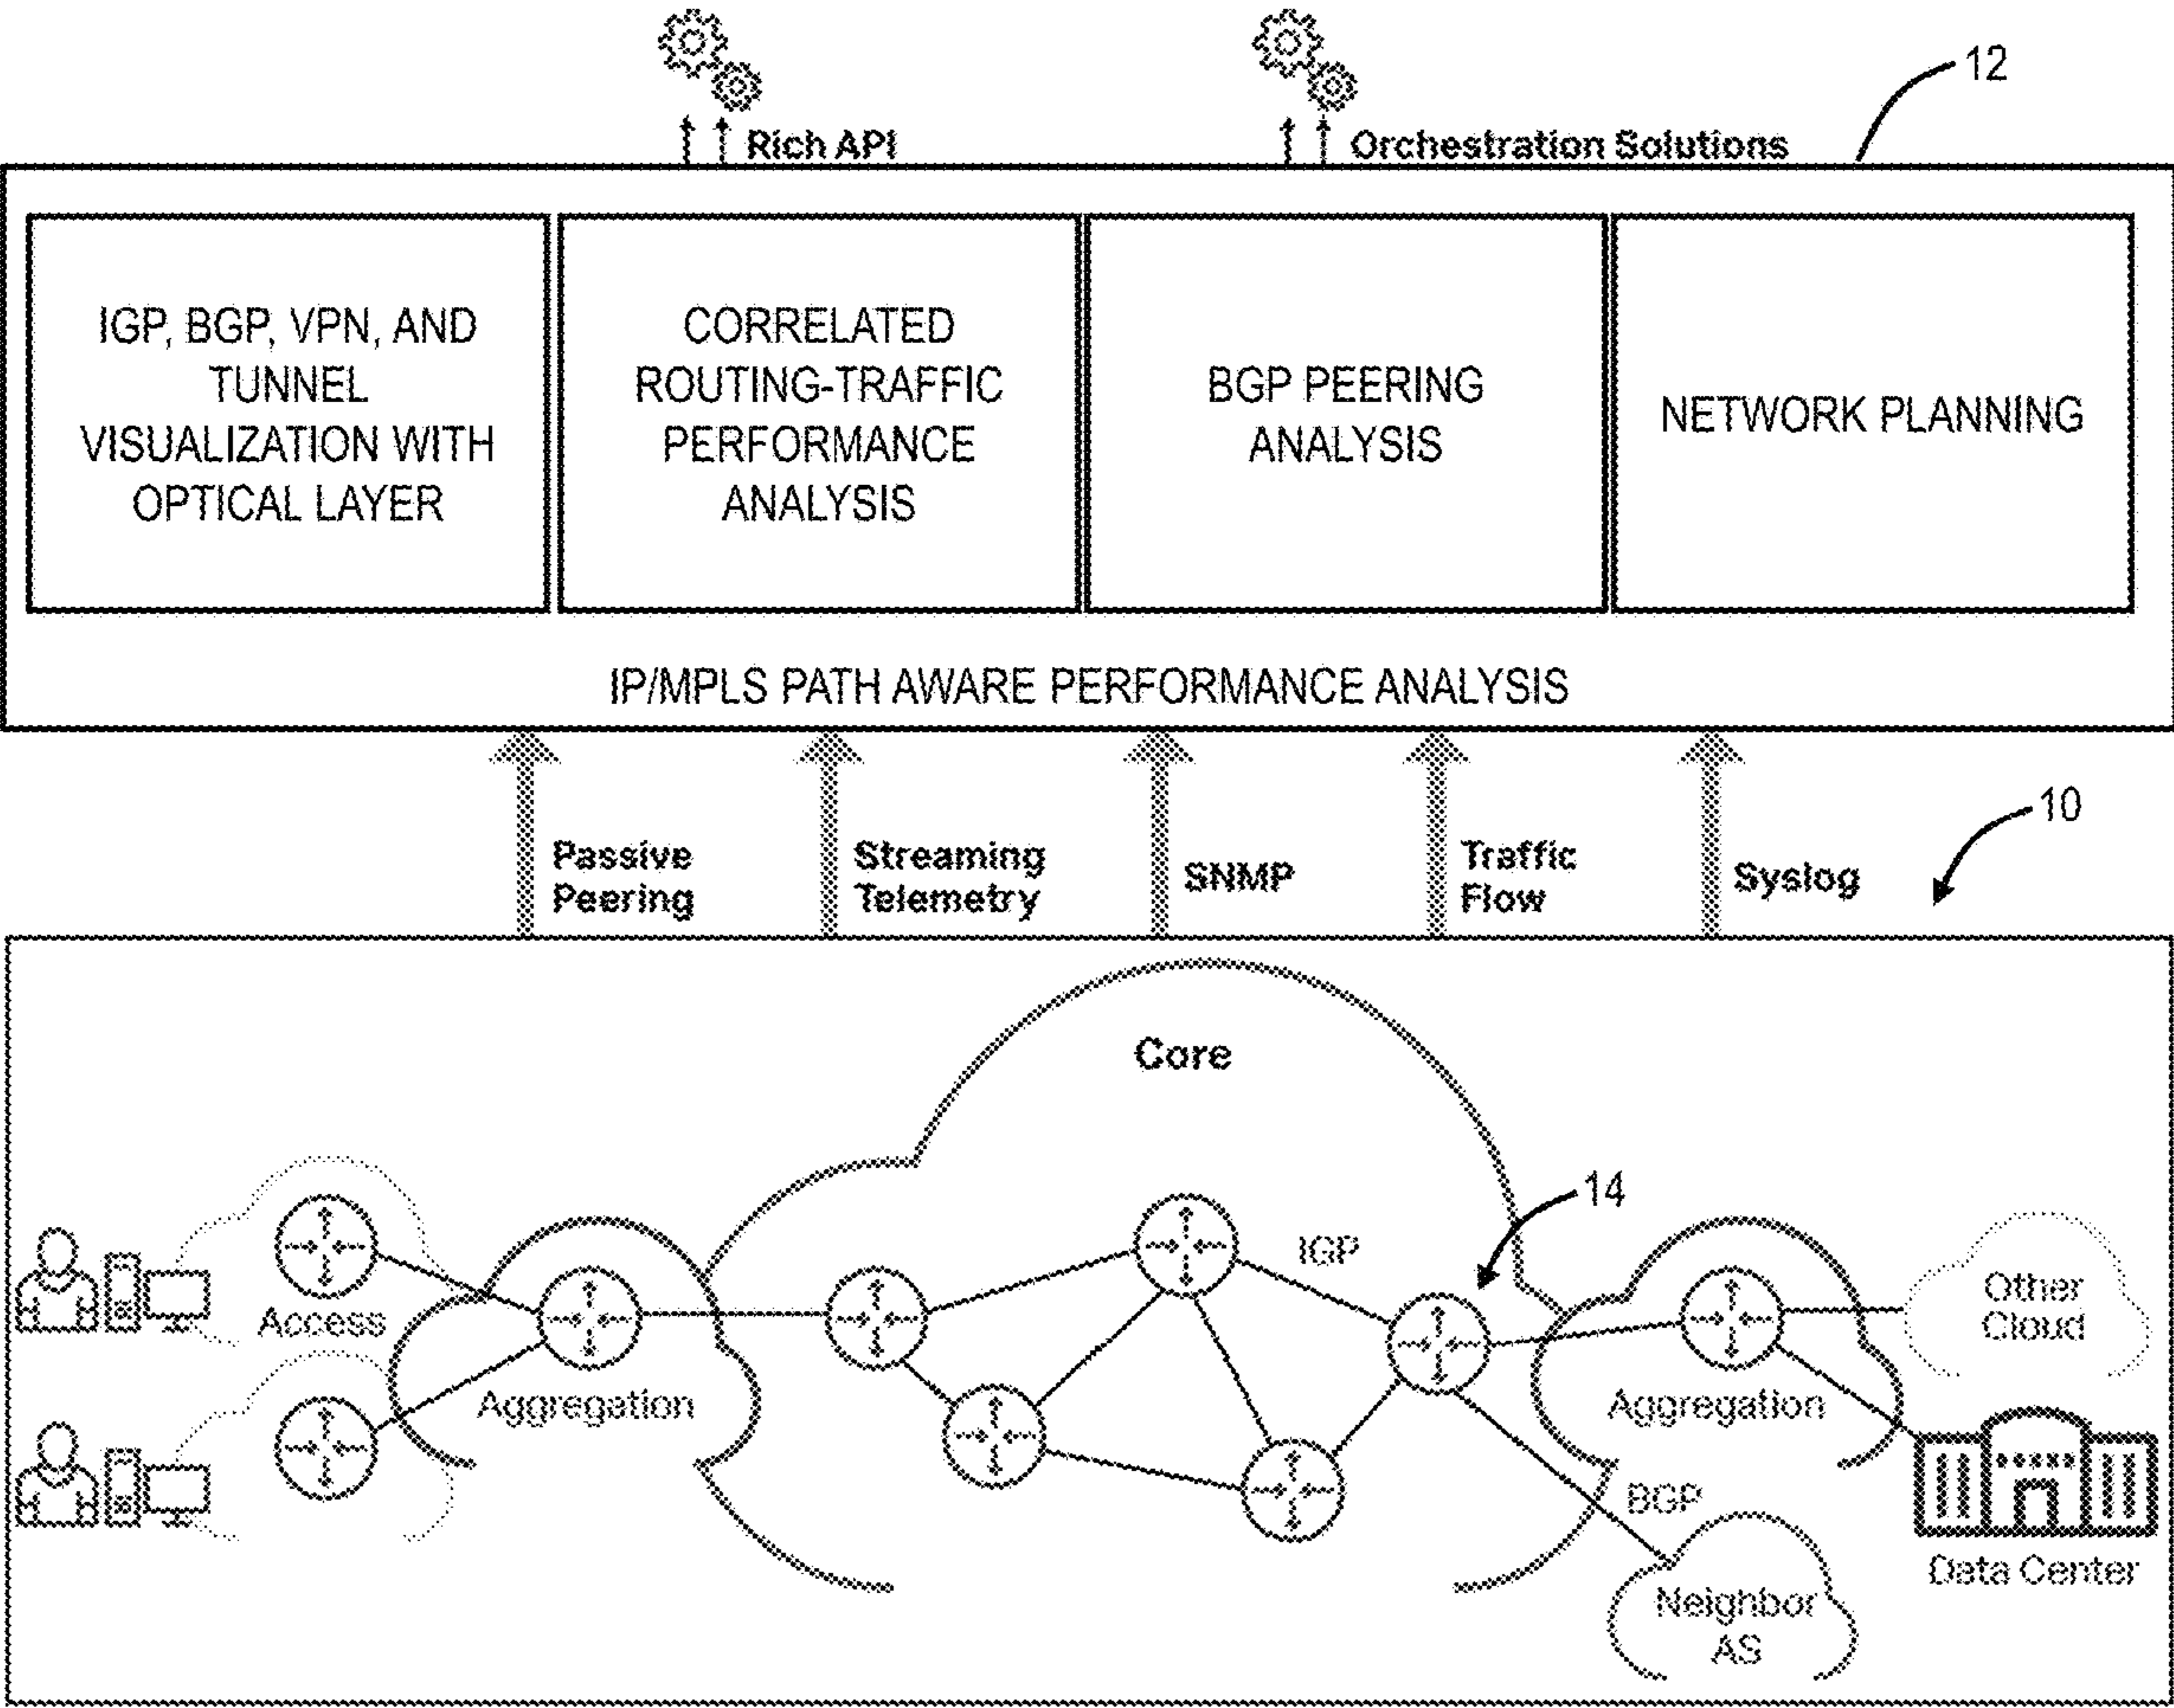 12
Rich API
Orchestration Solutions
IGP, BGP, VPN, AND
TUNNEL
VISUALIZATION WITH
OPTICAL LAYER
CORRELATED
ROUTING-TRAFFIC
PERFORMANCE
ANALYSIS
BGP PEERING
ANALYSIS
NETWORK PLANNING
IP/MPLS PATH AWARE PERFORMANCE ANALYSIS
10
Passive
Peering
Streaming
Telemetry
SNMP
Traffic
Flow
Syslog
Core
14
IGP
Access
Other
Cloud
Aggregation
Aggregation
BGP
Data Center
Neighbor
AS